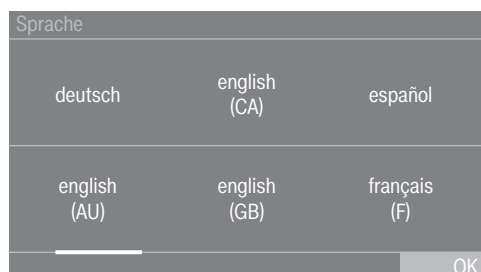 Sprache
deutsch
english
(CA)
español
english
(AU)
english
(GB)
français
(F)
OK